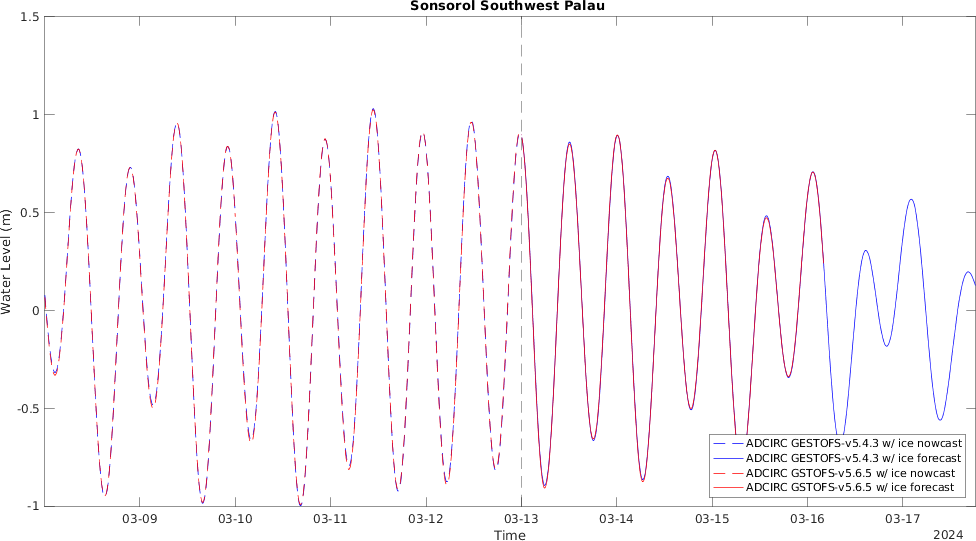 Sonsorol Southwest Palau
1.5
1
0.5
0
-0.5
-1
Water Level (m)
03-09
03-10
03-11
03-12
03-13
03-14
03-15
03-16
03-17
Time
2024
ADCIRC GESTOFS-v5.4.3 w/ ice nowcast
ADCIRC GESTOFS-v5.4.3 w/ ice forecast
ADCIRC GSTOFS-v5.6.5 w/ ice nowcast
ADCIRC GSTOFS-v5.6.5 w/ ice forecast